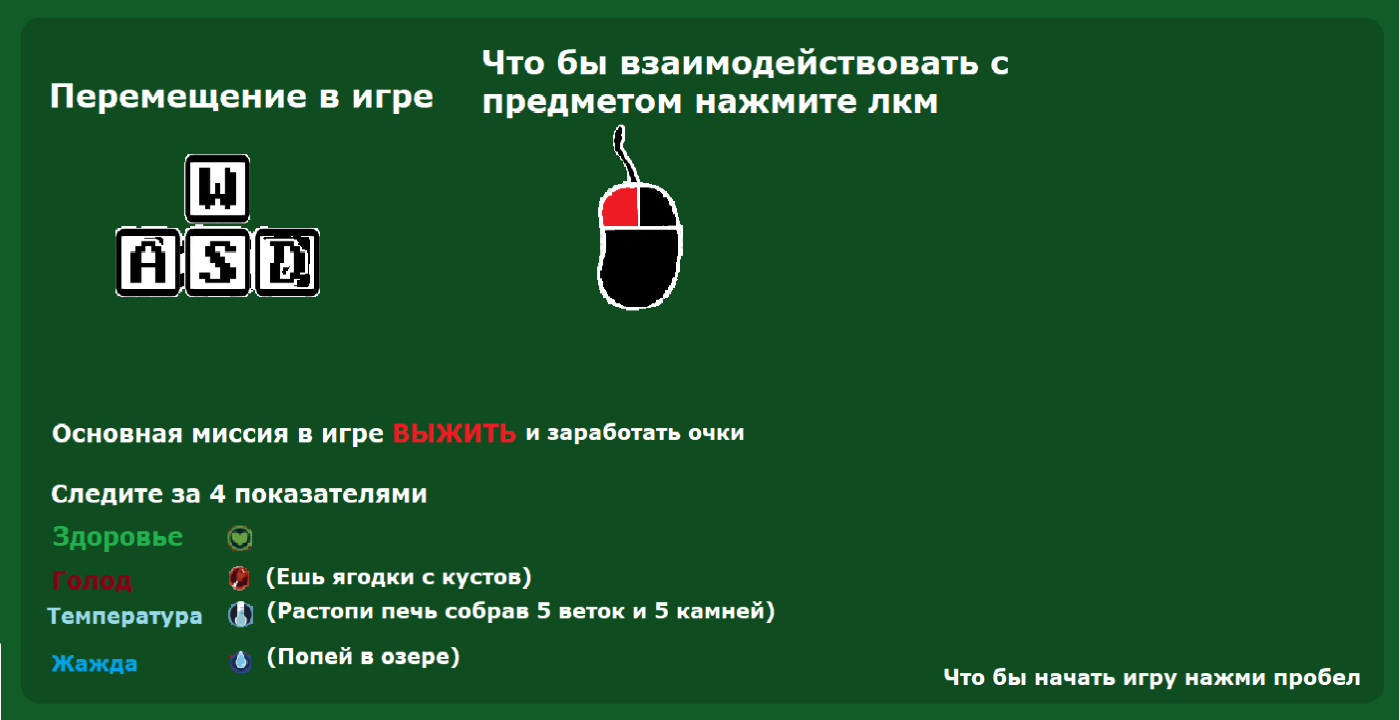 Перемещение в игре
Что бы взаимодействовать с
предметом нажмите лкм
W
A S D
Основная миссия в игре ВЫЖИТЬ и заработать очки
Следите за 4 показателями
Здоровье
Голод (Ешь ягодки с кустов)
Температура (Растопи печь собрав 5 веток и 5 камней)
Жажда (Попей в озере)
Что бы начать игру нажми пробел